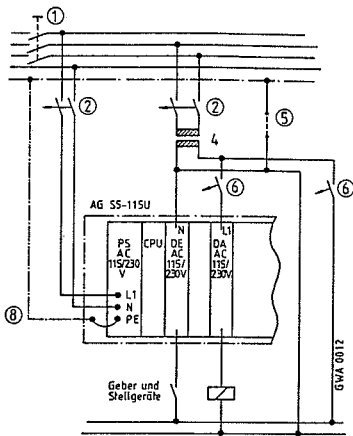 ①
②
②
⑤
4
⑥
⑥
AG S5-115U
N
L1
PS
AC
115/230
V
CPU
DE
AC
115/
230V
DA
AC
115/
230V
L1
N
PE
⑧
Geber und
Stellgeräte
GWA 0012